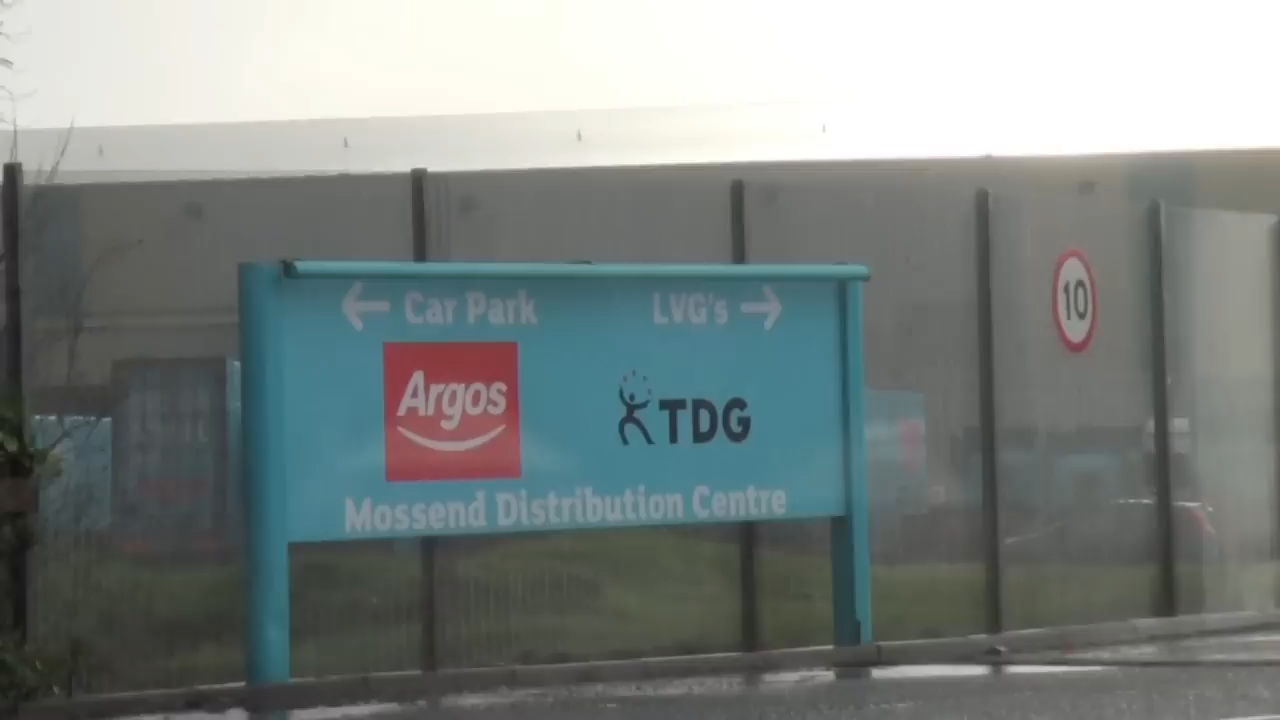 ← Car Park LVG's →
Argos TDG
Mossend Distribution Centre
10